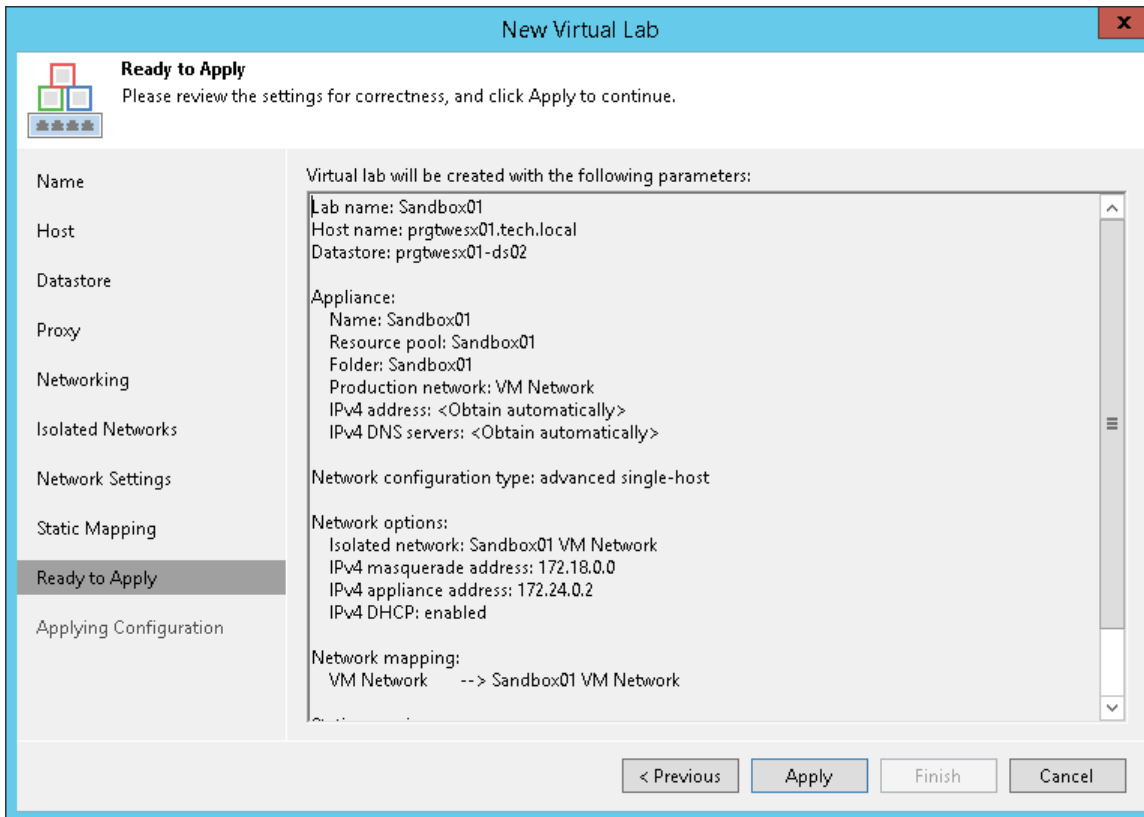 New Virtual Lab
x
Ready to Apply
Please review the settings for correctness, and click Apply to continue.
Name
Host
Datastore
Proxy
Networking
Isolated Networks
Network Settings
Static Mapping
Ready to Apply
Applying Configuration
Virtual lab will be created with the following parameters:
Lab name: Sandbox01
Host name: prgtwesx01.tech.local
Datastore: prgtwesx01-ds02
Appliance:
Name: Sandbox01
Resource pool: Sandbox01
Folder: Sandbox01
Production network: VM Network
IPv4 address: <Obtain automatically>
IPv4 DNS servers: <Obtain automatically>
Network configuration type: advanced single-host
Network options:
Isolated network: Sandbox01 VM Network
IPv4 masquerade address: 172.18.0.0
IPv4 appliance address: 172.24.0.2
IPv4 DHCP: enabled
Network mapping:
VM Network --> Sandbox01 VM Network
< Previous
Apply
Finish
Cancel